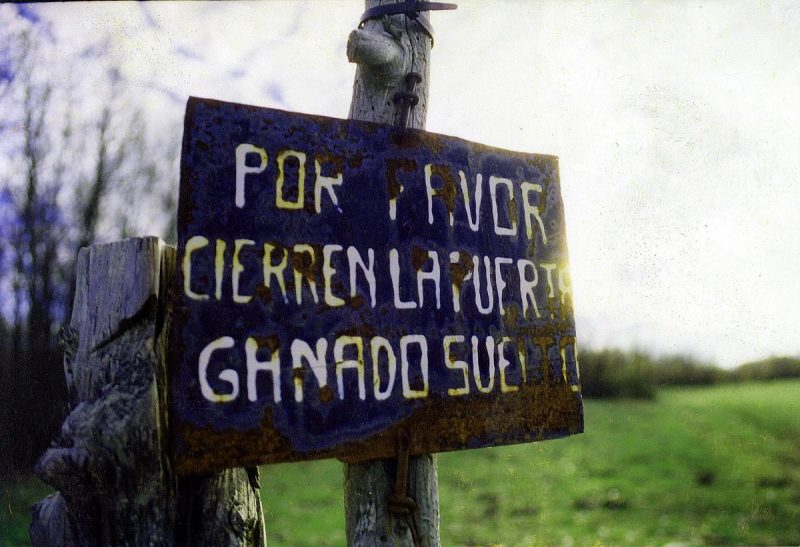 POR FAVOR
CIERREN LA PUERTA
GANADO SUELTO